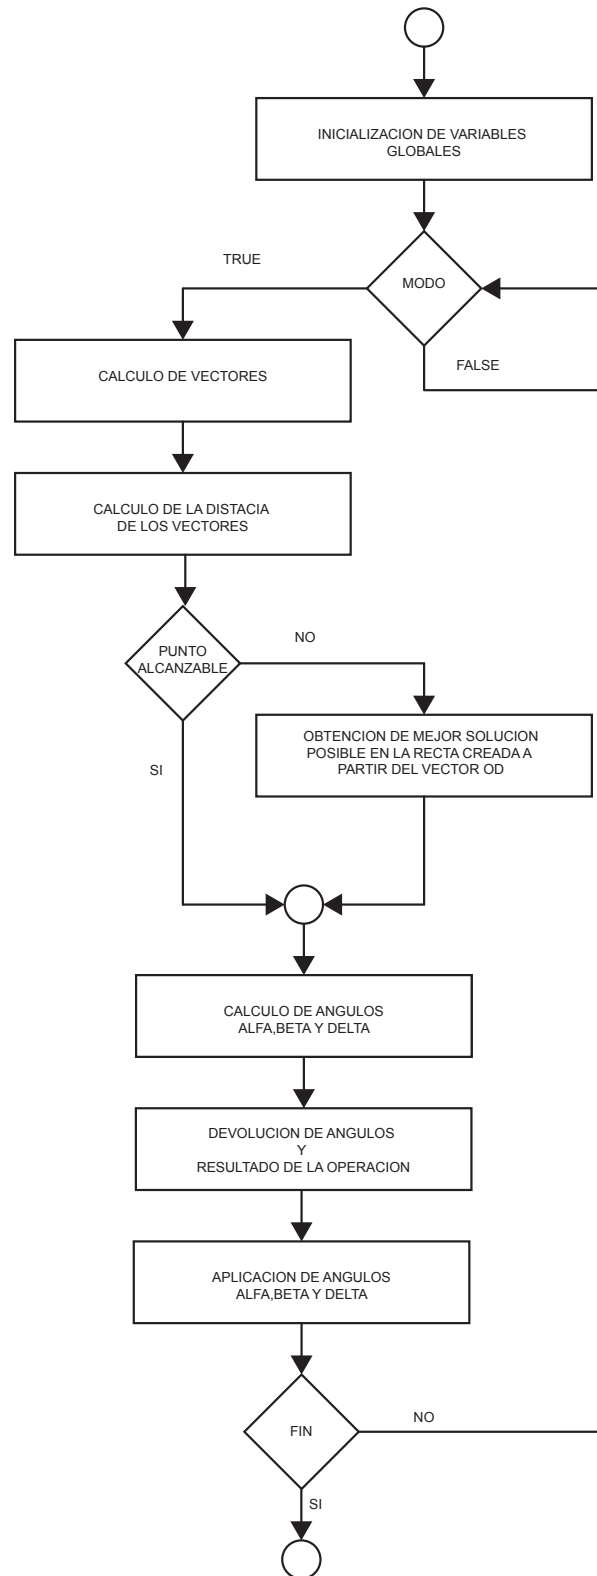 INICIALIZACION DE VARIABLES
GLOBALES
MODO
TRUE
FALSE
CALCULO DE VECTORES
CALCULO DE LA DISTACIA
DE LOS VECTORES
PUNTO
ALCANZABLE
NO
SI
OBTENCION DE MEJOR SOLUCION
POSIBLE EN LA RECTA CREADA A
PARTIR DEL VECTOR OD
CALCULO DE ANGULOS
ALFA,BETA Y DELTA
DEVOLUCION DE ANGULOS
Y
RESULTADO DE LA OPERACION
APLICACION DE ANGULOS
ALFA,BETA Y DELTA
FIN
NO
SI